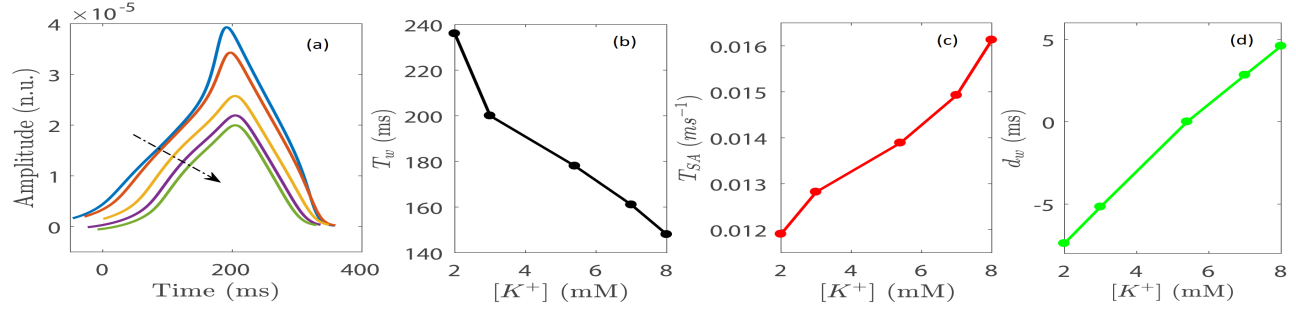 × 10⁻⁵
(a)
Amplitude (n.u.)
4
3
2
1
0
0
200
400
Time (ms)
(b)
T_w (ms)
240
220
200
180
160
140
2
4
6
8
[K⁺] (mM)
(c)
T_SA (ms⁻¹)
0.016
0.015
0.014
0.013
0.012
2
4
6
8
[K⁺] (mM)
(d)
d_w (ms)
5
0
-5
2
4
6
8
[K⁺] (mM)